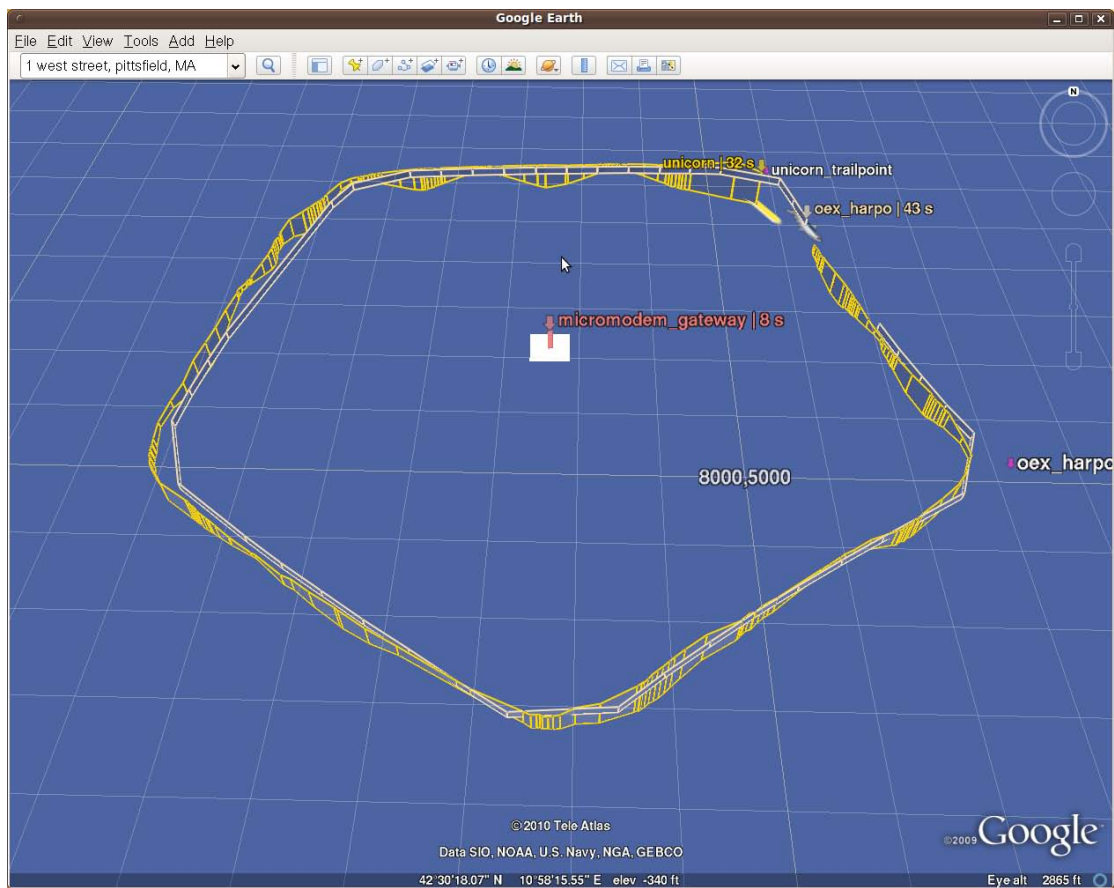 Google Earth
File Edit View Tools Add Help
1 west street, pittsfield, MA
N
unicorn | 32 s
unicorn_trailpoint
oex_harpo | 43 s
micromodem_gateway | 8 s
oex_harpo
8000,5000
© 2010 Tele Atlas
Data SIO, NOAA, U.S. Navy, NGA, GEBCO
©2009 Google
42°30'18.07" N 10°58'15.55" E elev -340 ft Eye alt 2865 ft